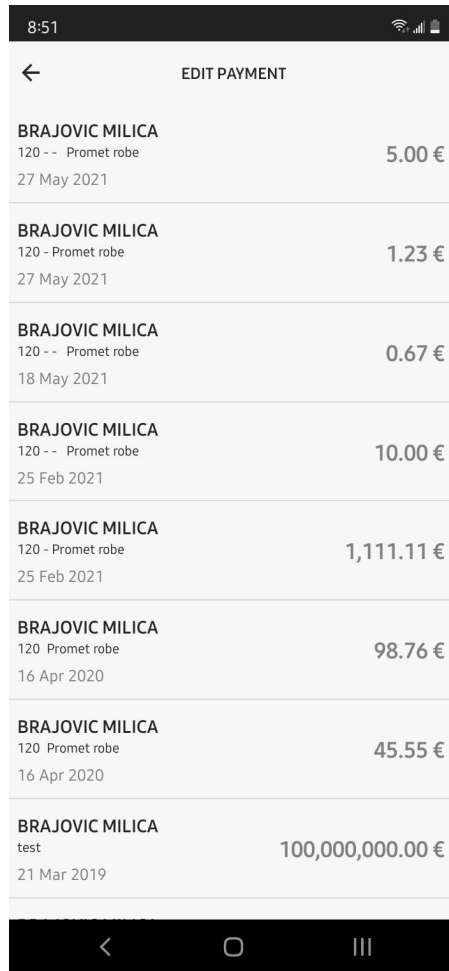 8:51
EDIT PAYMENT
BRAJOVIC MILICA
120 - - Promet robe
5.00 €
27 May 2021
BRAJOVIC MILICA
120 - Promet robe
1.23 €
27 May 2021
BRAJOVIC MILICA
120 - - Promet robe
0.67 €
18 May 2021
BRAJOVIC MILICA
120 - - Promet robe
10.00 €
25 Feb 2021
BRAJOVIC MILICA
120 - Promet robe
1,111.11 €
25 Feb 2021
BRAJOVIC MILICA
120 Promet robe
98.76 €
16 Apr 2020
BRAJOVIC MILICA
120 Promet robe
45.55 €
16 Apr 2020
BRAJOVIC MILICA
test
100,000,000.00 €
21 Mar 2019